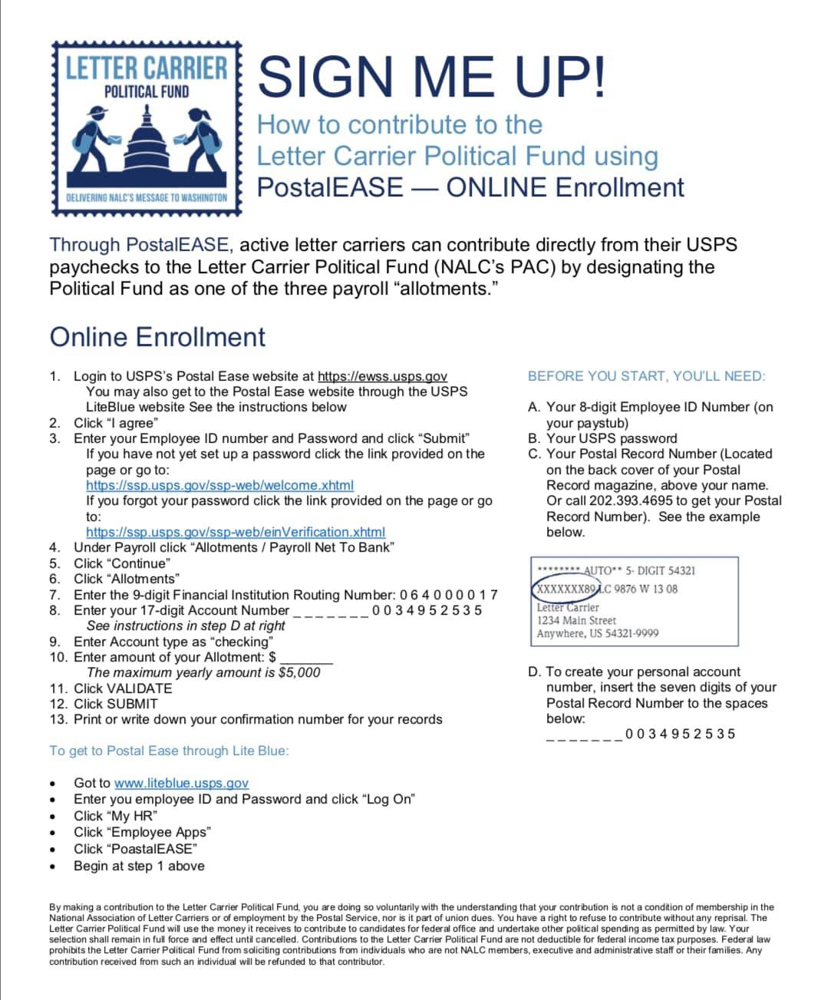 LETTER CARRIER
POLITICAL FUND
DELIVERING NALC'S MESSAGE TO WASHINGTON
SIGN ME UP!
How to contribute to the
Letter Carrier Political Fund using
PostalEASE — ONLINE Enrollment
Through PostalEASE, active letter carriers can contribute directly from their USPS
paychecks to the Letter Carrier Political Fund (NALC's PAC) by designating the
Political Fund as one of the three payroll "allotments."
Online Enrollment
1. Login to USPS's Postal Ease website at https://ewss.usps.gov
You may also get to the Postal Ease website through the USPS
LiteBlue website See the instructions below
2. Click "I agree"
3. Enter your Employee ID number and Password and click "Submit"
If you have not yet set up a password click the link provided on the
page or go to:
https://ssp.usps.gov/ssp-web/welcome.xhtml
If you forgot your password click the link provided on the page or go
to:
https://ssp.usps.gov/ssp-web/einVerification.xhtml
4. Under Payroll click "Allotments / Payroll Net To Bank"
5. Click "Continue"
6. Click "Allotments"
7. Enter the 9-digit Financial Institution Routing Number: 0 6 4 0 0 0 0 1 7
8. Enter your 17-digit Account Number _ _ _ _ _ _ _ 0 0 3 4 9 5 2 5 3 5
See instructions in step D at right
9. Enter Account type as "checking"
10. Enter amount of your Allotment: $ _______
The maximum yearly amount is $5,000
11. Click VALIDATE
12. Click SUBMIT
13. Print or write down your confirmation number for your records
To get to Postal Ease through Lite Blue:
• Got to www.liteblue.usps.gov
• Enter you employee ID and Password and click "Log On"
• Click "My HR"
• Click "Employee Apps"
• Click "PoastalEASE"
• Begin at step 1 above
BEFORE YOU START, YOU'LL NEED:
A. Your 8-digit Employee ID Number (on
your paystub)
B. Your USPS password
C. Your Postal Record Number (Located
on the back cover of your Postal
Record magazine, above your name.
Or call 202.393.4695 to get your Postal
Record Number). See the example
below.
******** AUTO** 5- DIGIT 54321
XXXXXXX89 LC 9876 W 13 08
Letter Carrier
1234 Main Street
Anywhere, US 54321-9999
D. To create your personal account
number, insert the seven digits of your
Postal Record Number to the spaces
below:
_ _ _ _ _ _ _ 0 0 3 4 9 5 2 5 3 5
By making a contribution to the Letter Carrier Political Fund, you are doing so voluntarily with the understanding that your contribution is not a condition of membership in the
National Association of Letter Carriers or of employment by the Postal Service, nor is it part of union dues. You have a right to refuse to contribute without any reprisal. The
Letter Carrier Political Fund will use the money it receives to contribute to candidates for federal office and undertake other political spending as permitted by law. Your
selection shall remain in full force and effect until cancelled. Contributions to the Letter Carrier Political Fund are not deductible for federal income tax purposes. Federal law
prohibits the Letter Carrier Political Fund from soliciting contributions from individuals who are not NALC members, executive and administrative staff or their families. Any
contribution received from such an individual will be refunded to that contributor.